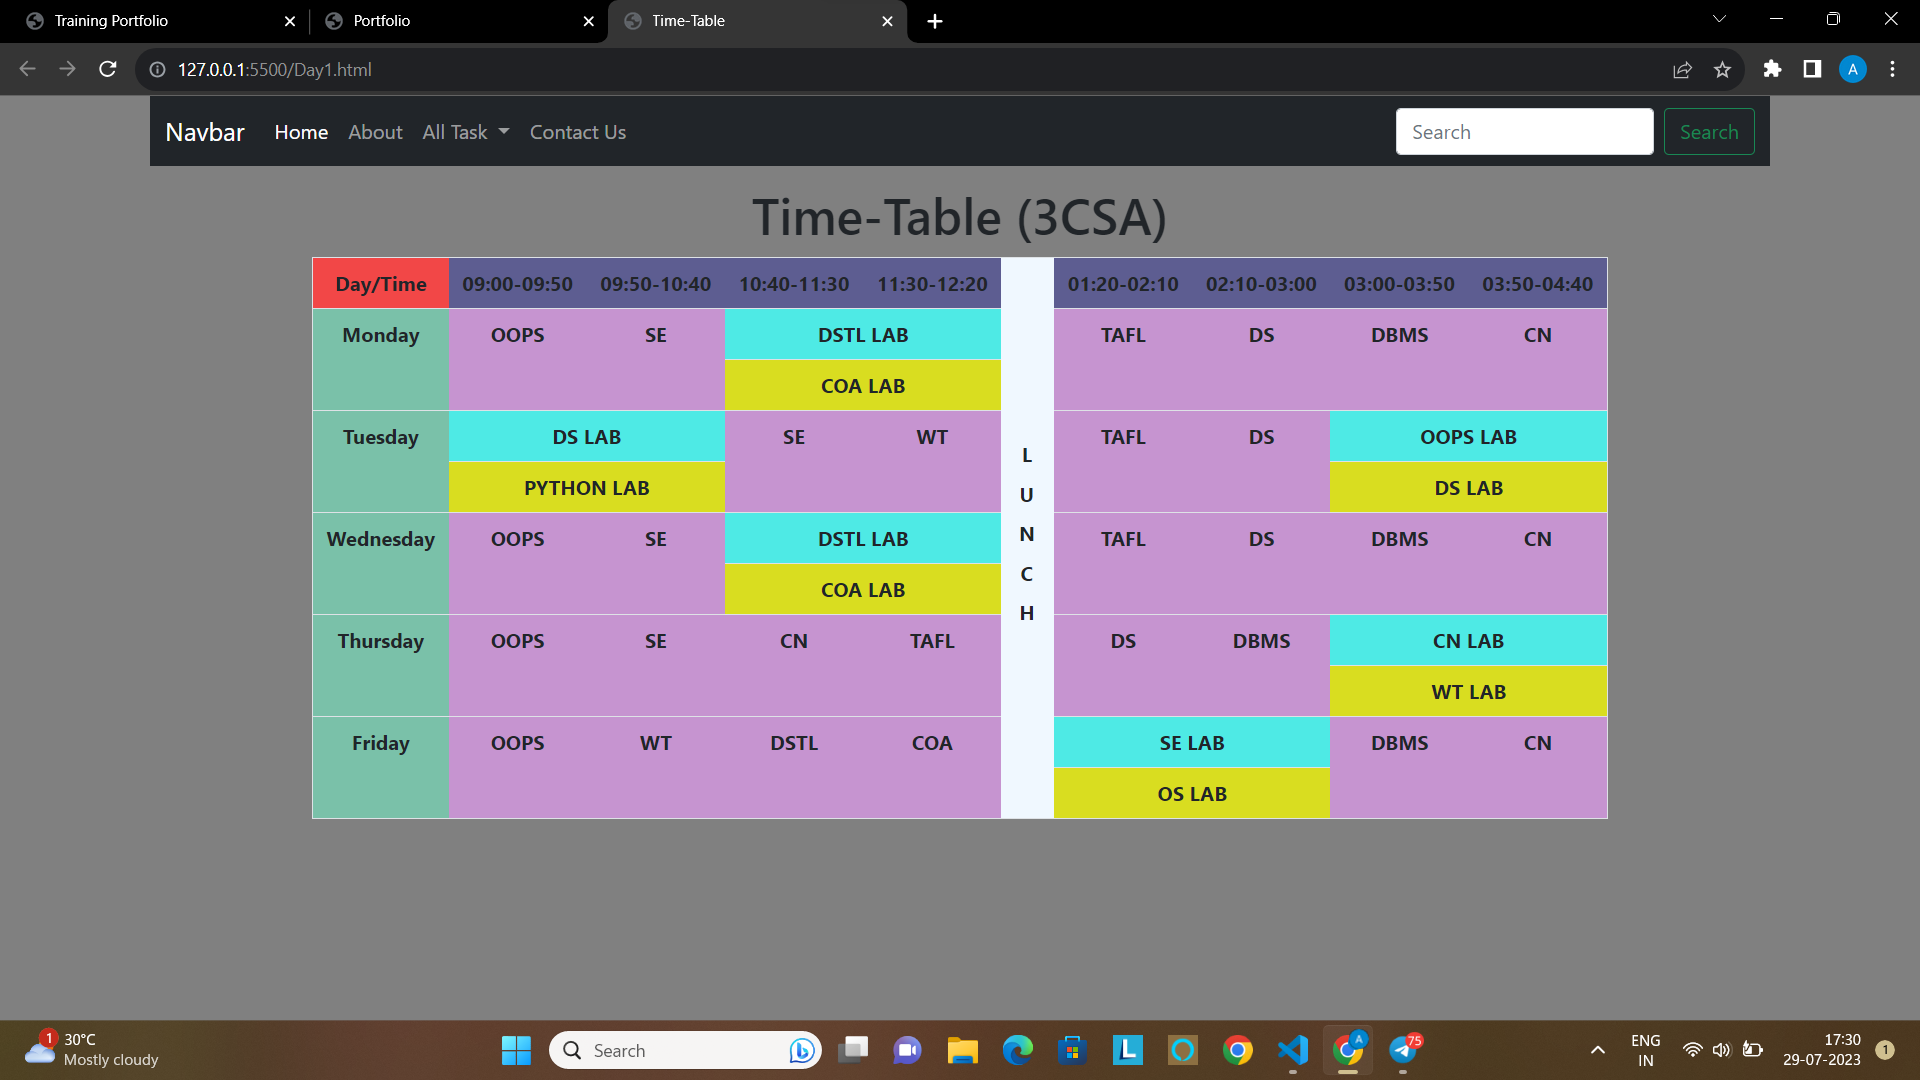 Training Portfolio
Portfolio
Time-Table
127.0.0.1:5500/Day1.html
A
Navbar Home About All Task Contact Us Search Search
Time-Table (3CSA)
Day/Time 09:00-09:50 09:50-10:40 10:40-11:30 11:30-12:20 01:20-02:10 02:10-03:00 03:00-03:50 03:50-04:40
Monday OOPS SE DSTL LAB TAFL DS DBMS CN
COA LAB
Tuesday DS LAB SE WT TAFL DS OOPS LAB
PYTHON LAB DS LAB
L
U
N
C
H
Wednesday OOPS SE DSTL LAB TAFL DS DBMS CN
COA LAB
Thursday OOPS SE CN TAFL DS DBMS CN LAB
WT LAB
Friday OOPS WT DSTL COA SE LAB DBMS CN
OS LAB
1
30°C
Mostly cloudy
Search
L
A
75
ENG
IN
17:30
29-07-2023
1